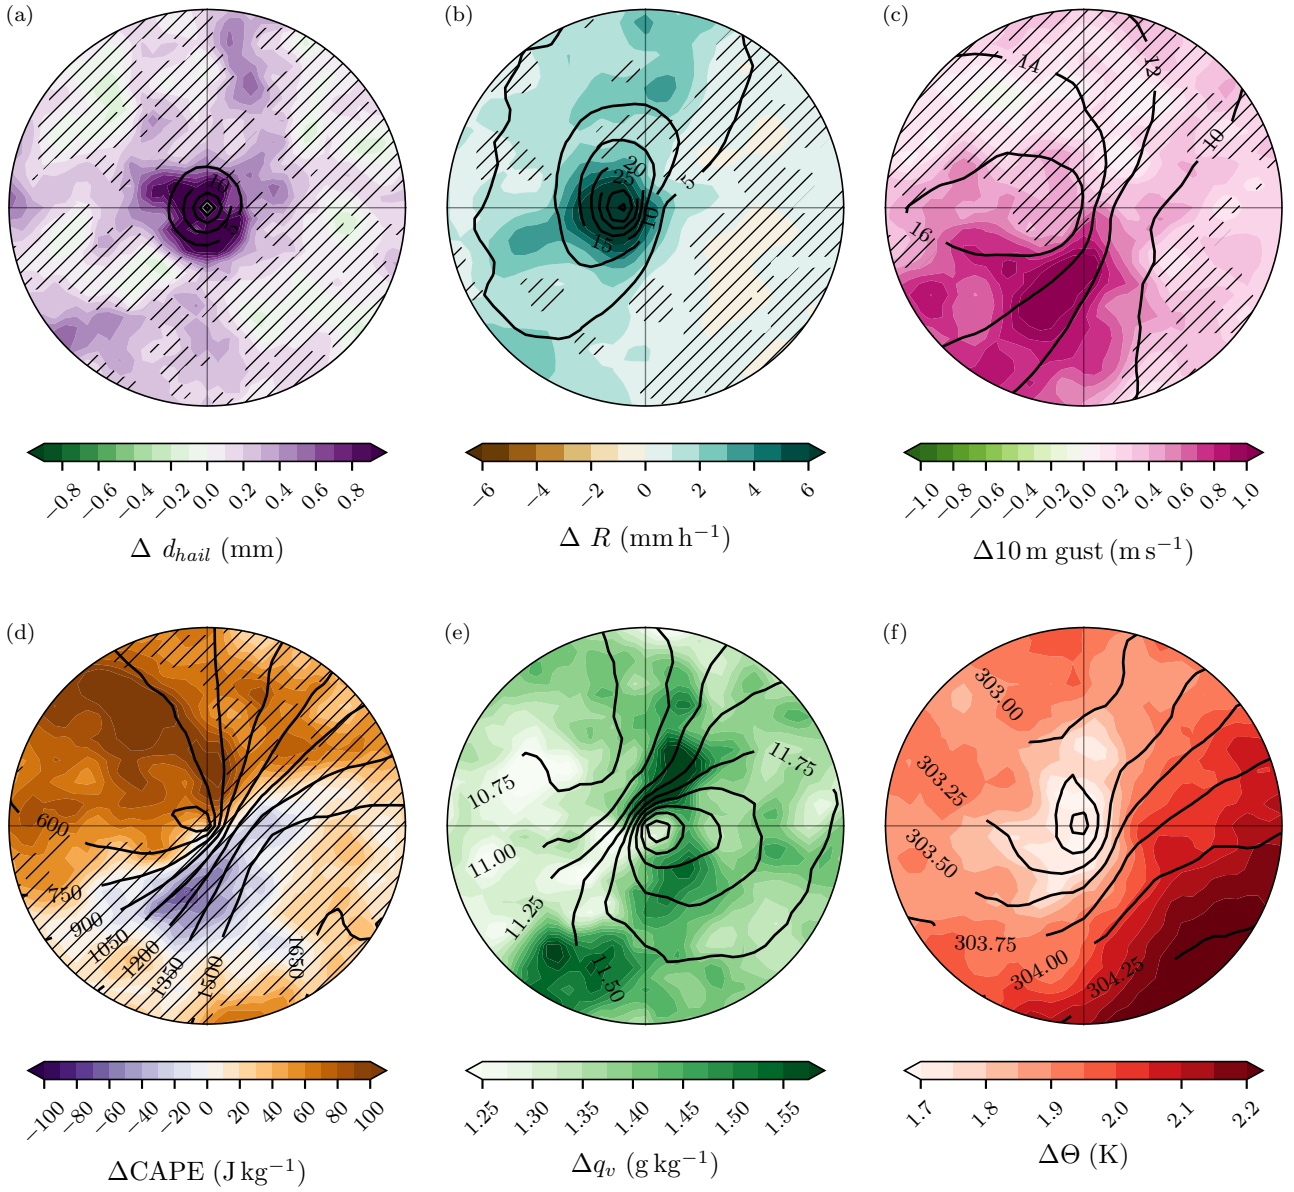 (a)
(b)
(c)
10
5
20
25
15
10
5
14
12
10
16
−0.8 −0.6 −0.4 −0.2 0.0 0.2 0.4 0.6 0.8
Δ d_hail (mm)
−6 −4 −2 0 2 4 6
Δ R (mm h⁻¹)
−1.0 −0.8 −0.6 −0.4 −0.2 0.0 0.2 0.4 0.6 0.8 1.0
Δ10 m gust (m s⁻¹)
(d)
(e)
(f)
600
750
900
1050
1200
1350
1500
1650
10.75
11.00
11.25
11.50
11.75
303.00
303.25
303.50
303.75
304.00
304.25
−100 −80 −60 −40 −20 0 20 40 60 80 100
ΔCAPE (J kg⁻¹)
1.25 1.30 1.35 1.40 1.45 1.50 1.55
Δq_v (g kg⁻¹)
1.7 1.8 1.9 2.0 2.1 2.2
ΔΘ (K)